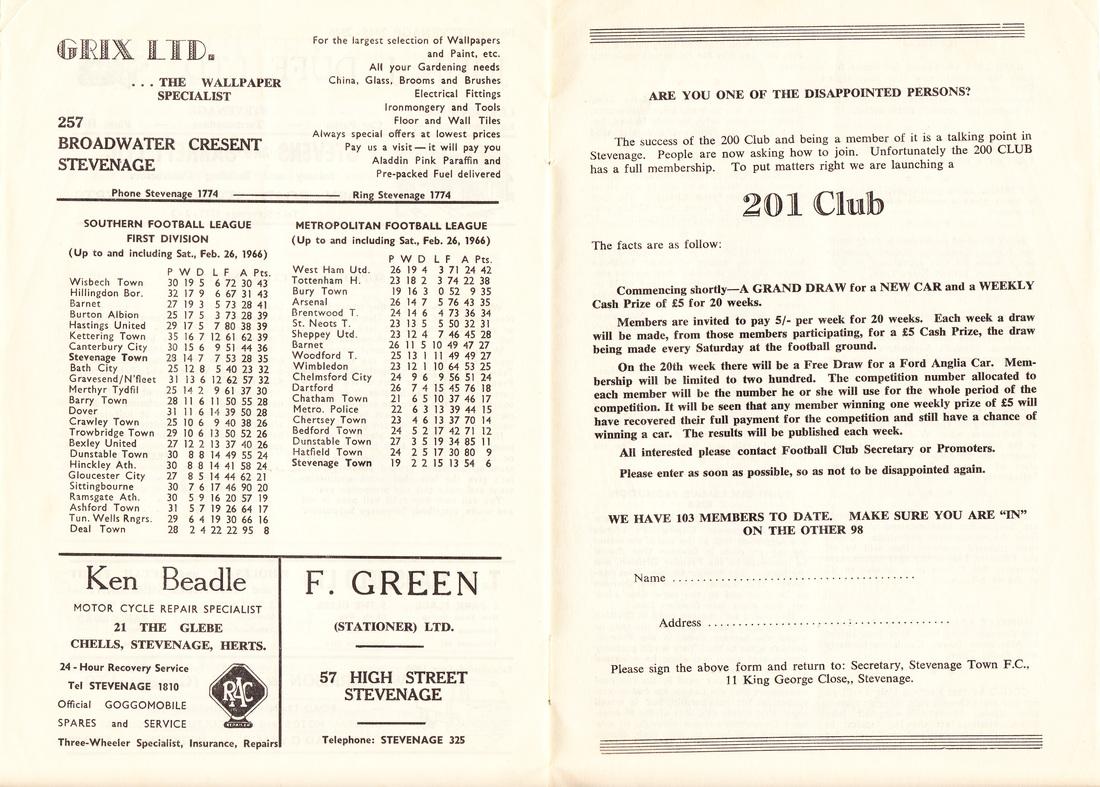 GRIX LTD.
... THE WALLPAPER
SPECIALIST
257
BROADWATER CRESENT
STEVENAGE
For the largest selection of Wallpapers
and Paint, etc.
All your Gardening needs
China, Glass, Brooms and Brushes
Electrical Fittings
Ironmongery and Tools
Floor and Wall Tiles
Always special offers at lowest prices
Pay us a visit—it will pay you
Aladdin Pink Paraffin and
Pre-packed Fuel delivered
Phone Stevenage 1774 Ring Stevenage 1774
SOUTHERN FOOTBALL LEAGUE
FIRST DIVISION
(Up to and including Sat., Feb. 26, 1966)
P W D L F A Pts.
Wisbech Town 30 19 5 6 72 30 43
Hillingdon Bor. 32 17 9 6 67 31 43
Barnet 27 19 3 5 73 28 41
Burton Albion 25 17 5 3 73 28 39
Hastings United 29 17 5 7 80 38 39
Kettering Town 35 16 7 12 61 62 39
Canterbury City 30 15 6 9 51 44 36
Stevenage Town 28 14 7 7 53 28 35
Bath City 25 12 8 5 40 23 32
Gravesend/N'fleet 31 13 6 12 62 57 32
Merthyr Tydfil 25 14 2 9 61 37 30
Barry Town 28 11 6 11 50 55 28
Dover 31 11 6 14 39 50 28
Crawley Town 25 10 6 9 40 38 26
Trowbridge Town 29 10 6 13 50 52 26
Bexley United 27 12 2 13 37 40 26
Dunstable Town 30 8 8 14 49 55 24
Hinckley Ath. 30 8 8 14 41 58 24
Gloucester City 27 8 5 14 44 62 21
Sittingbourne 30 7 6 17 46 90 20
Ramsgate Ath. 30 5 9 16 20 57 19
Ashford Town 31 5 7 19 26 64 17
Tun. Wells Rngrs. 29 6 4 19 30 66 16
Deal Town 28 2 4 22 22 95 8
METROPOLITAN FOOTBALL LEAGUE
(Up to and including Sat., Feb. 26, 1966)
P W D L F A Pts.
West Ham Utd. 26 19 4 3 71 24 42
Tottenham H. 23 18 2 3 74 22 38
Bury Town 19 16 3 0 52 9 35
Arsenal 26 14 7 5 76 43 35
Brentwood T. 24 14 6 4 73 36 34
St. Neots T. 23 13 5 5 50 32 31
Sheppey Utd. 23 12 4 7 46 45 28
Barnet 26 11 5 10 49 47 27
Woodford T. 25 13 1 11 49 49 27
Wimbledon 23 12 1 10 64 53 25
Chelmsford City 24 9 6 9 56 51 24
Dartford 26 7 4 15 45 76 18
Chatham Town 21 6 5 10 37 46 17
Metro. Police 22 6 3 13 39 44 15
Chertsey Town 23 4 6 13 37 70 14
Bedford Town 24 5 2 17 42 71 12
Dunstable Town 27 3 5 19 34 85 11
Hatfield Town 24 2 5 17 30 80 9
Stevenage Town 19 2 2 15 13 54 6
Ken Beadle
MOTOR CYCLE REPAIR SPECIALIST
21 THE GLEBE
CHELLS, STEVENAGE, HERTS.
24-Hour Recovery Service
Tel STEVENAGE 1810
Official GOGGOMOBILE
SPARES and SERVICE
RAC
REPAIRER
Three-Wheeler Specialist, Insurance, Repairs
F. GREEN
(STATIONER) LTD.
57 HIGH STREET
STEVENAGE
Telephone: STEVENAGE 325
ARE YOU ONE OF THE DISAPPOINTED PERSONS?
The success of the 200 Club and being a member of it is a talking point in
Stevenage. People are now asking how to join. Unfortunately the 200 CLUB
has a full membership. To put matters right we are launching a
201 Club
The facts are as follow:
Commencing shortly—A GRAND DRAW for a NEW CAR and a WEEKLY
Cash Prize of £5 for 20 weeks.
Members are invited to pay 5/- per week for 20 weeks. Each week a draw
will be made, from those members participating, for a £5 Cash Prize, the draw
being made every Saturday at the football ground.
On the 20th week there will be a Free Draw for a Ford Anglia Car. Mem-
bership will be limited to two hundred. The competition number allocated to
each member will be the number he or she will use for the whole period of the
competition. It will be seen that any member winning one weekly prize of £5 will
have recovered their full payment for the competition and still have a chance of
winning a car. The results will be published each week.
All interested please contact Football Club Secretary or Promoters.
Please enter as soon as possible, so as not to be disappointed again.
WE HAVE 103 MEMBERS TO DATE. MAKE SURE YOU ARE “IN”
ON THE OTHER 98
Name ........................................
Address ........................................
Please sign the above form and return to: Secretary, Stevenage Town F.C.,
11 King George Close,, Stevenage.